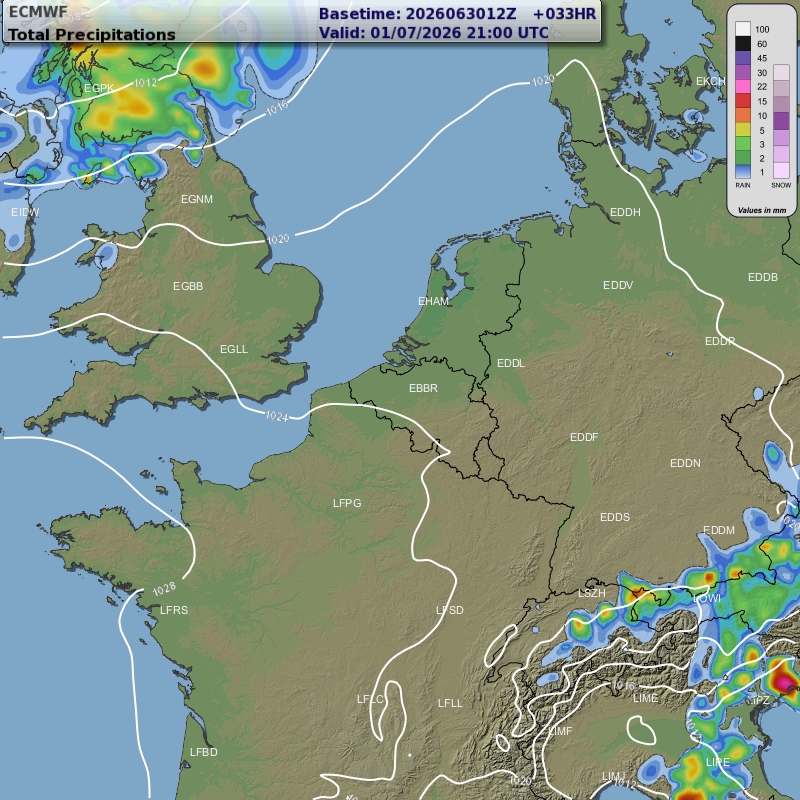 ECMWF
Total Precipitations
Basetime: 2026063012Z +033HR
Valid: 01/07/2026 21:00 UTC
100
60
45
30
22
15
10
5
3
2
1
RAIN
SNOW
Values in mm
EGPK
1012
1016
1020
EKCH
EGNM
EIDW
EDDH
1020
EGBB
EDDV
EDDB
EHAM
EGLL
EDDL
EDDP
EBBR
1024
EDDF
EDDN
LFPG
EDDS
EDDM
1028
LSZH
LOWI
LFRS
LFSD
LFLC
LFLL
1016
LIME
LIPZ
LIMF
LFBD
LIPE
LIMJ
1012
1020